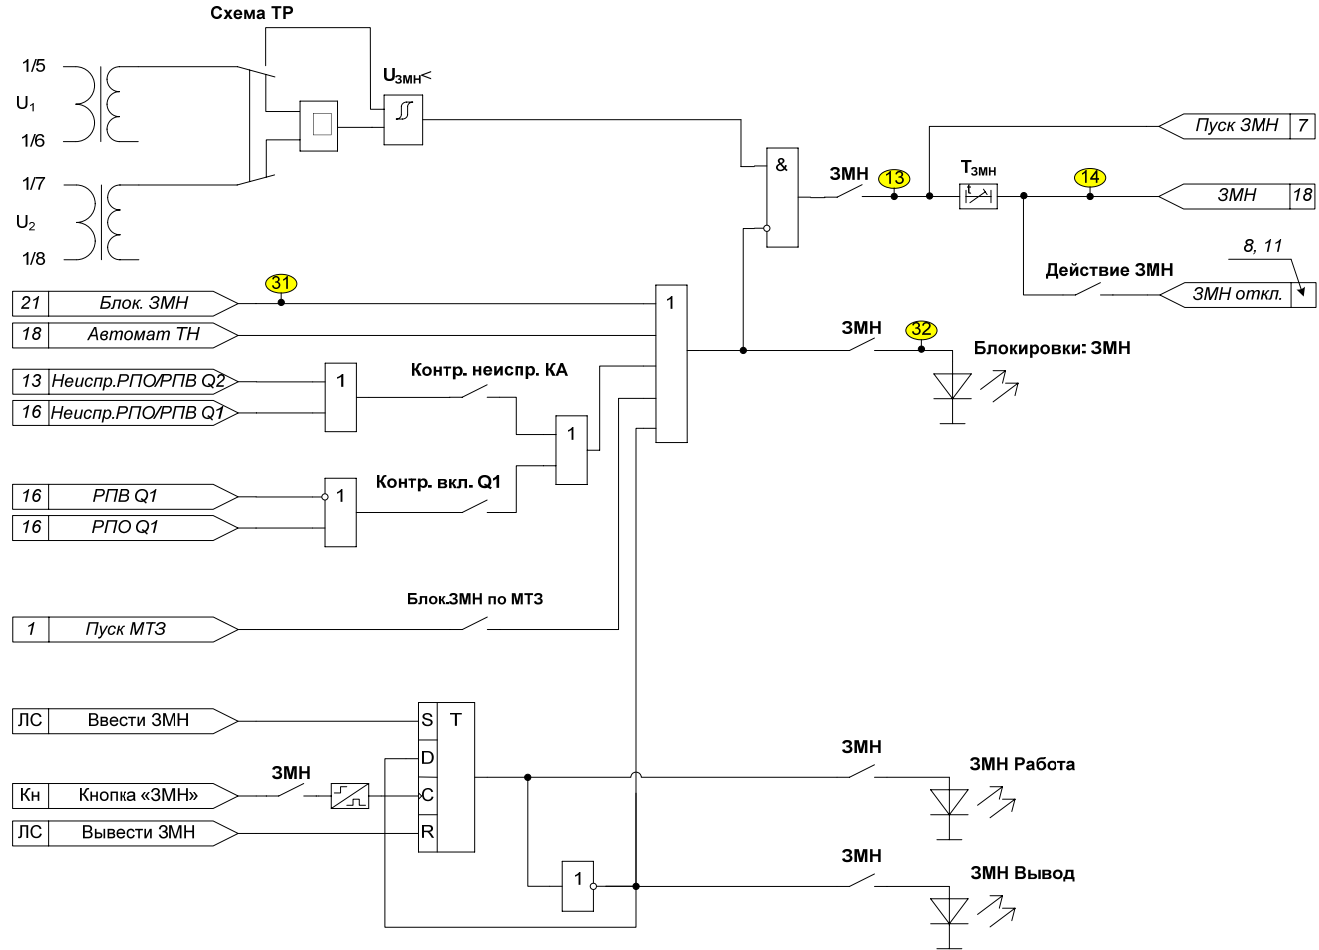 Схема ТР
1/5
U1
1/6
UЗМН<
1/7
U2
1/8
&
ЗМН
13
Пуск ЗМН 7
TЗМН
t
14
ЗМН 18
8, 11
Действие ЗМН
ЗМН откл.
21 Блок. ЗМН
31
18 Автомат ТН
1
ЗМН
32
Блокировки: ЗМН
13 Неиспр.РПО/РПВ Q2
16 Неиспр.РПО/РПВ Q1
1
Контр. неиспр. КА
1
16 РПВ Q1
16 РПО Q1
1
Контр. вкл. Q1
1 Пуск МТЗ
Блок.ЗМН по МТЗ
ЛС Ввести ЗМН
S T
D
ЗМН
Кн Кнопка «ЗМН»
C
ЛС Вывести ЗМН
R
ЗМН
ЗМН Работа
1
ЗМН
ЗМН Вывод